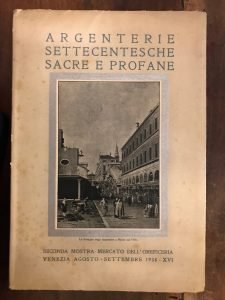 ARGENTERIE
SETTECENTESCHE
SACRE E PROFANE
SECONDA MOSTRA-MERCATO DELL'OREFICERIA
VENEZIA AGOSTO-SETTEMBRE 1938-XVI